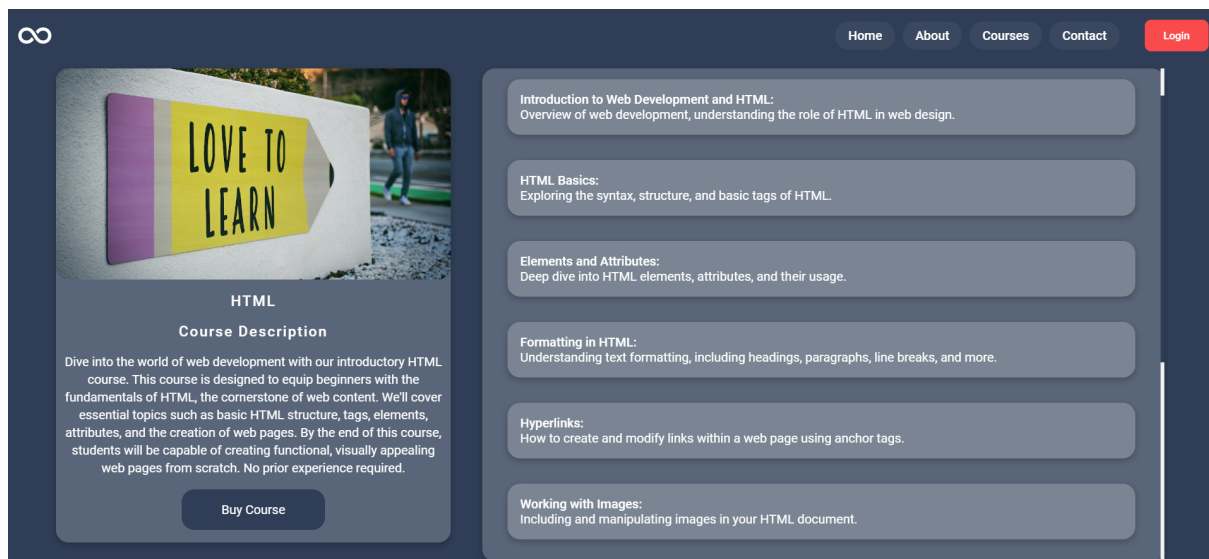 Home
About
Courses
Contact
Login
LOVE TO
LEARN
HTML
Course Description
Dive into the world of web development with our introductory HTML
course. This course is designed to equip beginners with the
fundamentals of HTML, the cornerstone of web content. We'll cover
essential topics such as basic HTML structure, tags, elements,
attributes, and the creation of web pages. By the end of this course,
students will be capable of creating functional, visually appealing
web pages from scratch. No prior experience required.
Buy Course
Introduction to Web Development and HTML:
Overview of web development, understanding the role of HTML in web design.
HTML Basics:
Exploring the syntax, structure, and basic tags of HTML.
Elements and Attributes:
Deep dive into HTML elements, attributes, and their usage.
Formatting in HTML:
Understanding text formatting, including headings, paragraphs, line breaks, and more.
Hyperlinks:
How to create and modify links within a web page using anchor tags.
Working with Images:
Including and manipulating images in your HTML document.